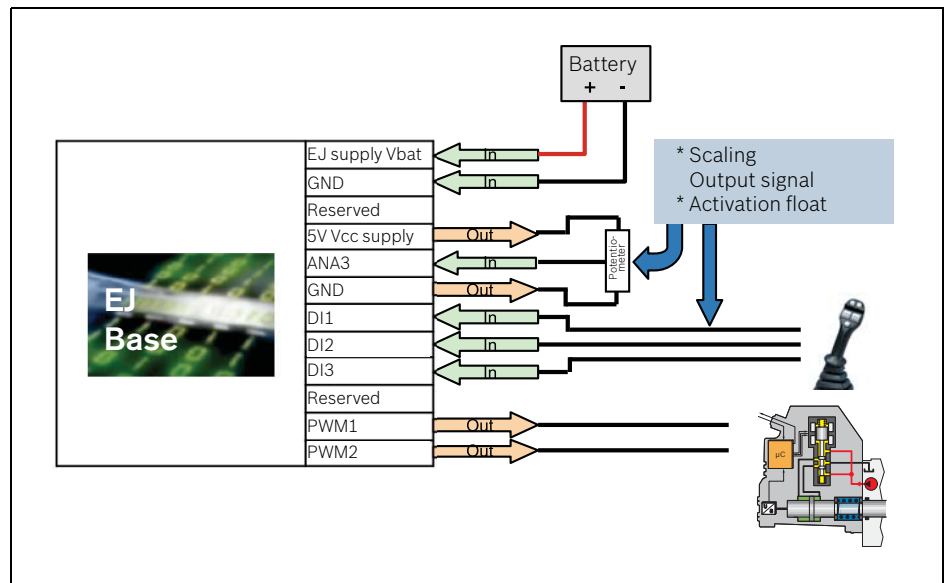 Battery
+ -
EJ supply Vbat
In
GND
In
Reserved
5V Vcc supply
Out
ANA3
In
GND
Out
DI1
In
DI2
In
DI3
In
Reserved
PWM1
Out
PWM2
Out
EJ
Base
Potentio-
meter
* Scaling
Output signal
* Activation float
µC